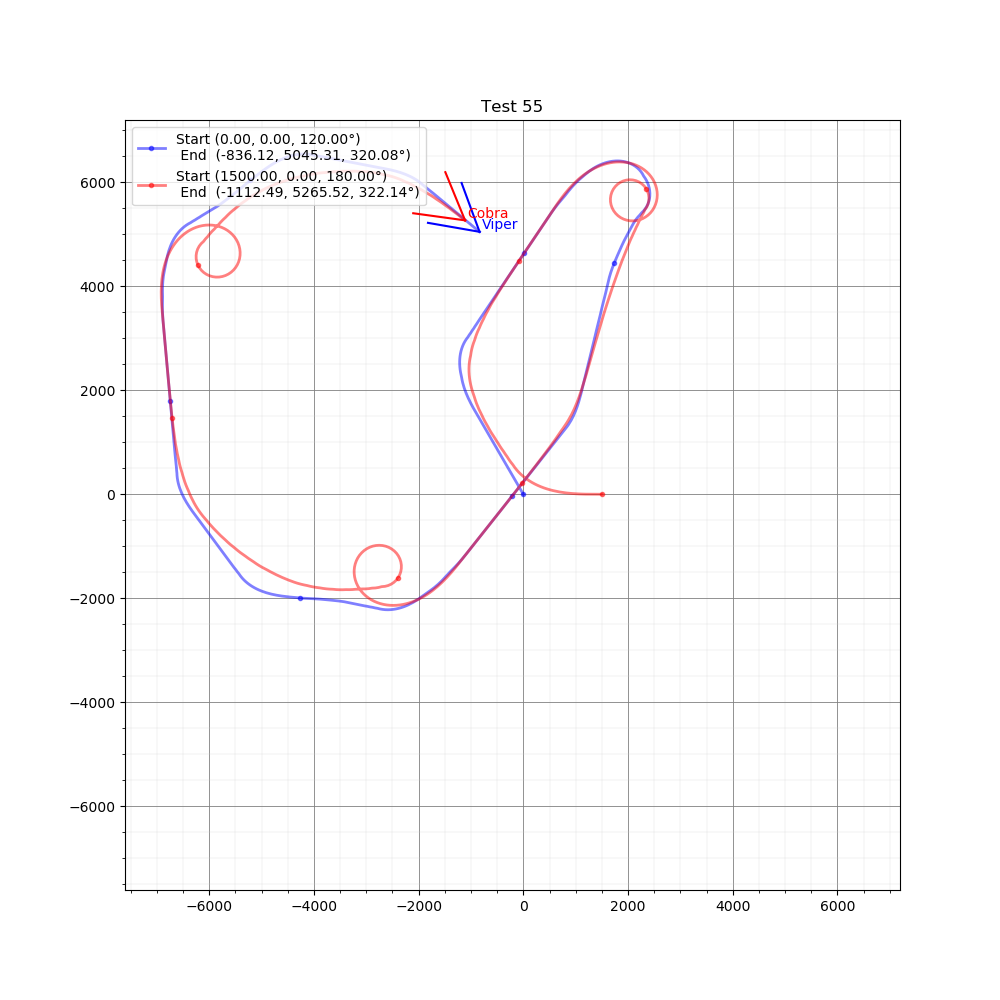 Test 55
Start (0.00, 0.00, 120.00°)
End (-836.12, 5045.31, 320.08°)
Start (1500.00, 0.00, 180.00°)
End (-1112.49, 5265.52, 322.14°)
Cobra
Viper
6000
4000
2000
0
−2000
−4000
−6000
−6000 −4000 −2000 0 2000 4000 6000